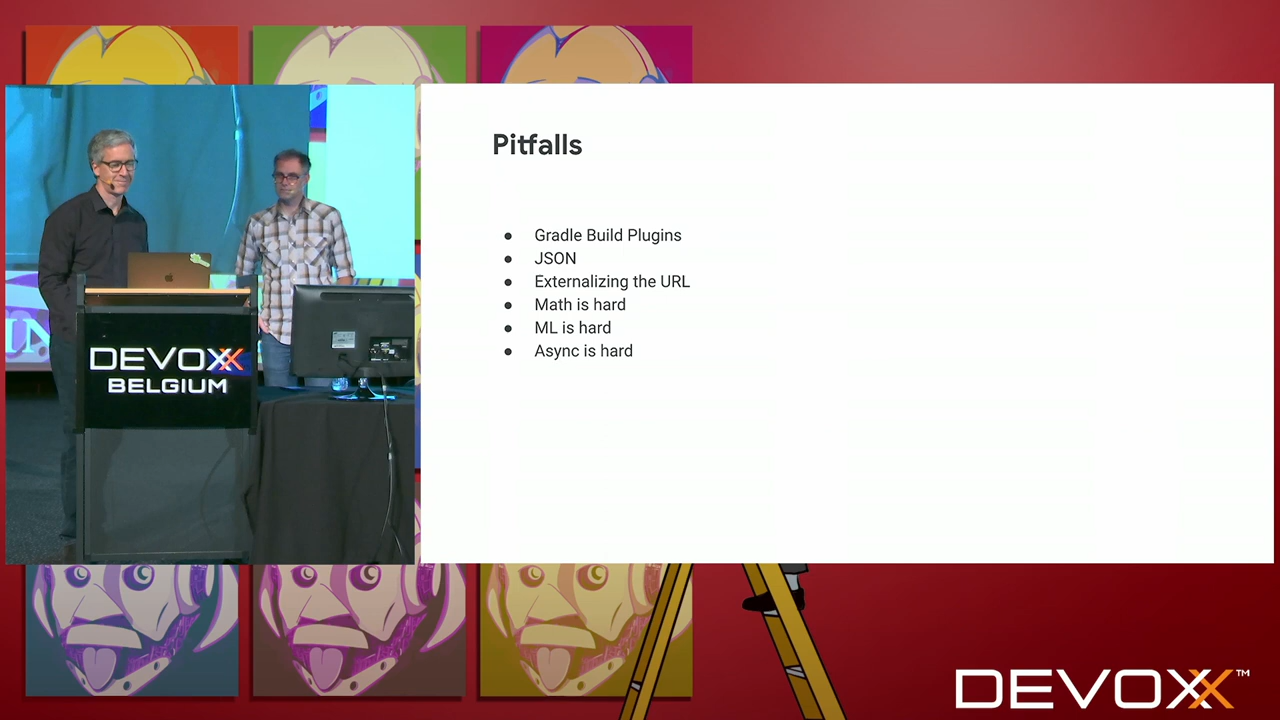 Pitfalls
● Gradle Build Plugins
● JSON
● Externalizing the URL
● Math is hard
● ML is hard
● Async is hard
IN
DEVOXX
BELGIUM
DEVOXX™